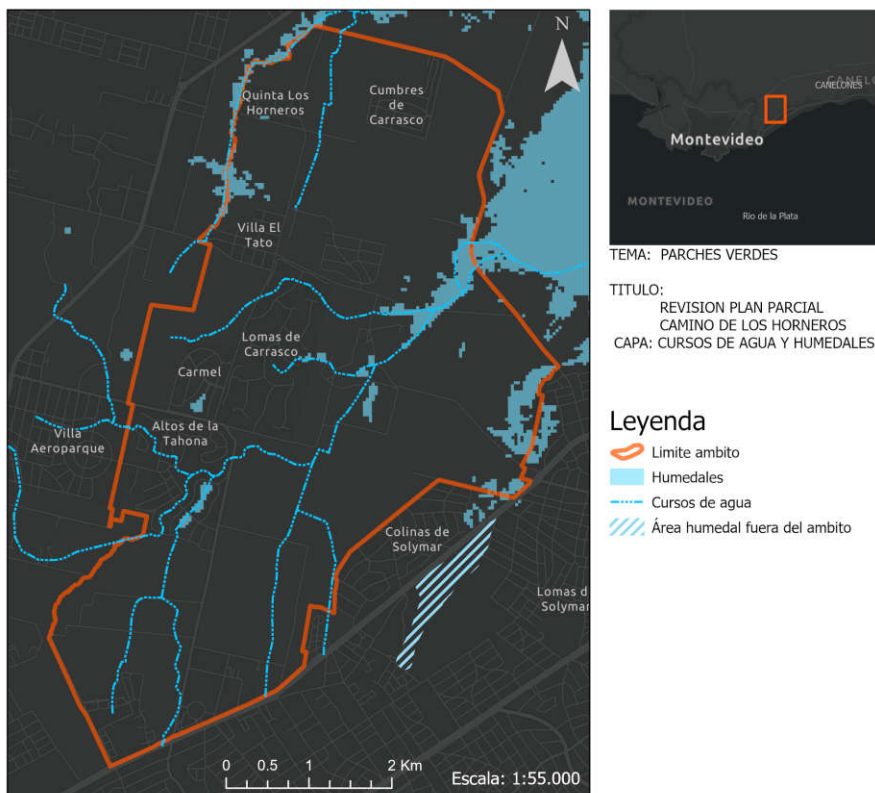 N
Quinta Los
Horneros
Cumbres
de
Carrasco
Villa El
Tato
Lomas de
Carrasco
Carmel
Villa
Aeroparque
Altos de la
Tahona
Colinas de
Solymar
Lomas d
Solymar
0 0.5 1 2 Km
Escala: 1:55.000
CANELO
CANELONES
Montevideo
MONTEVIDEO
Rio de la Plata
TEMA: PARCHES VERDES
TITULO:
REVISION PLAN PARCIAL
CAMINO DE LOS HORNEROS
CAPA: CURSOS DE AGUA Y HUMEDALES
Leyenda
Limite ambito
Humedales
Cursos de agua
Área humedal fuera del ambito